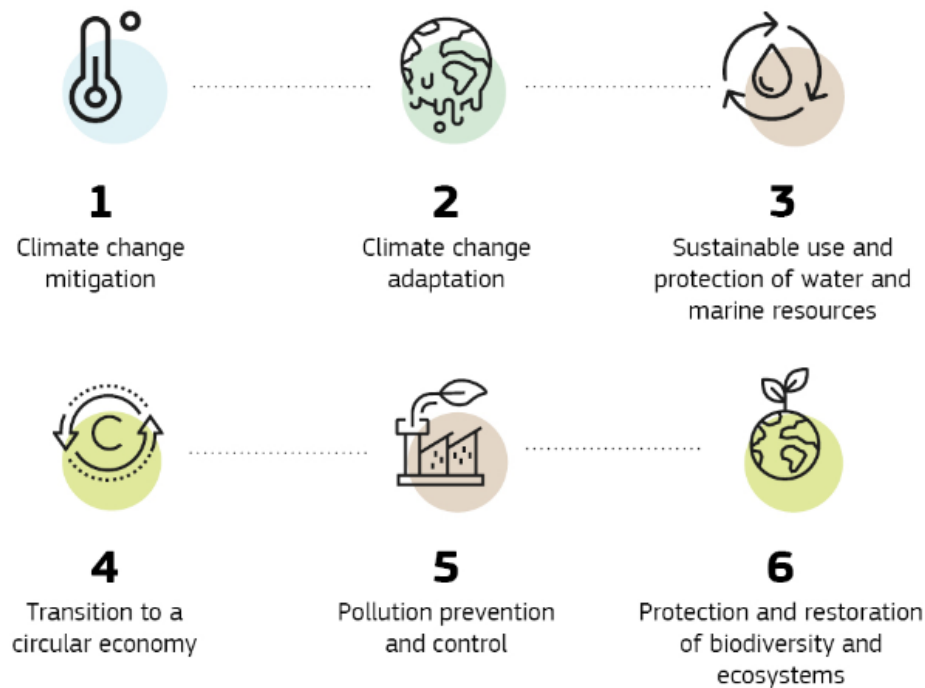 1
Climate change
mitigation
2
Climate change
adaptation
3
Sustainable use and
protection of water and
marine resources
C
4
Transition to a
circular economy
5
Pollution prevention
and control
6
Protection and restoration
of biodiversity and
ecosystems